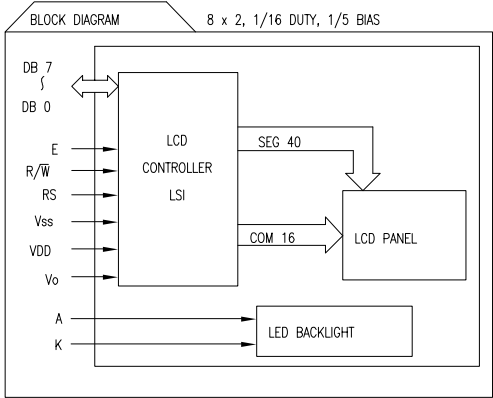 BLOCK DIAGRAM
8 x 2, 1/16 DUTY, 1/5 BIAS
DB 7
∫
DB 0
E
R/W̅
RS
Vss
VDD
Vo
A
K
LCD
CONTROLLER
LSI
SEG 40
COM 16
LCD PANEL
LED BACKLIGHT